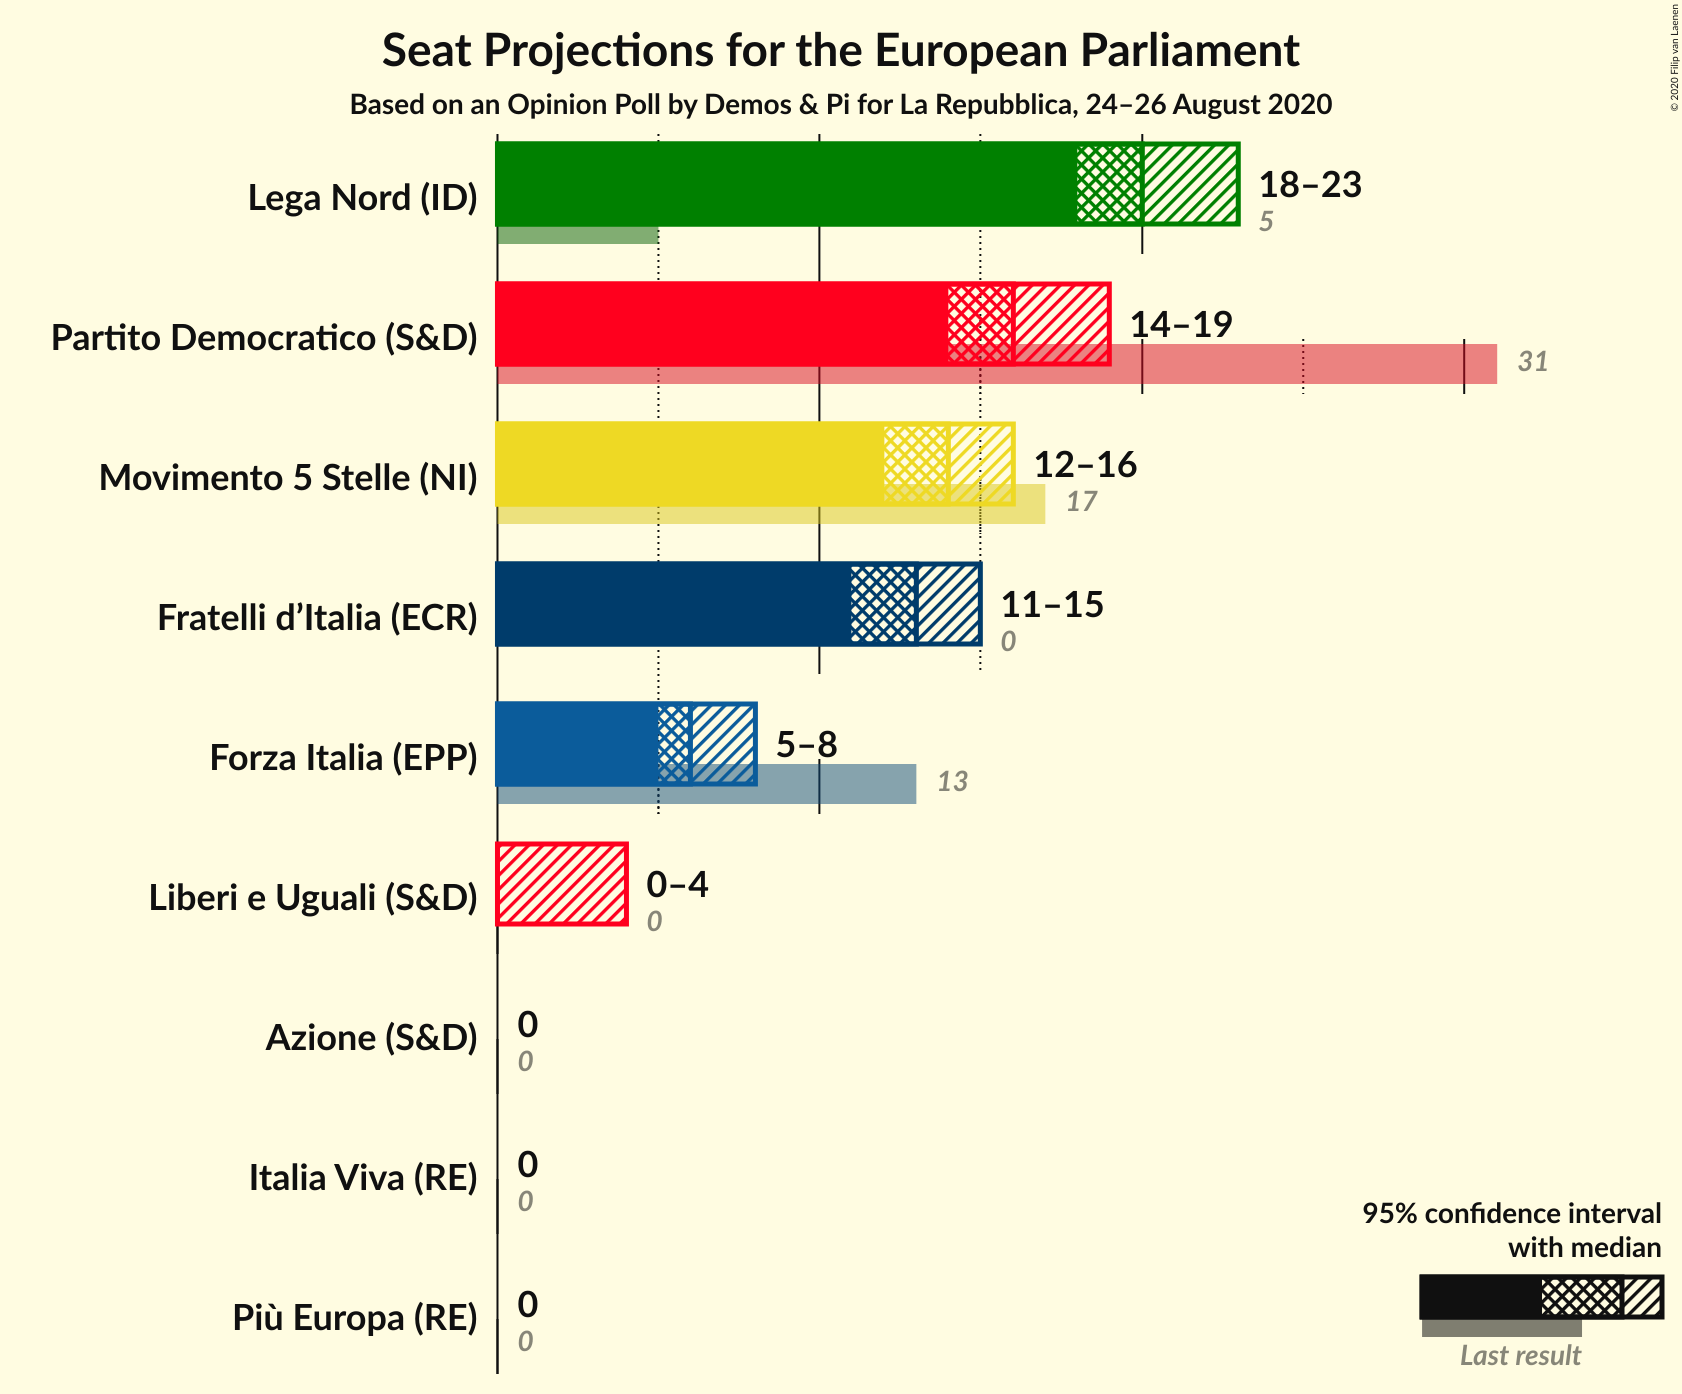 Seat Projections for the European Parliament
Based on an Opinion Poll by Demos & Pi for La Repubblica, 24–26 August 2020
© 2020 Filip van Laenen
Lega Nord (ID)
18–23
5
Partito Democratico (S&D)
14–19
31
Movimento 5 Stelle (NI)
12–16
17
Fratelli d’Italia (ECR)
11–15
0
Forza Italia (EPP)
5–8
13
Liberi e Uguali (S&D)
0–4
0
Azione (S&D)
0
0
Italia Viva (RE)
0
0
Più Europa (RE)
0
0
95% confidence interval
with median
Last result